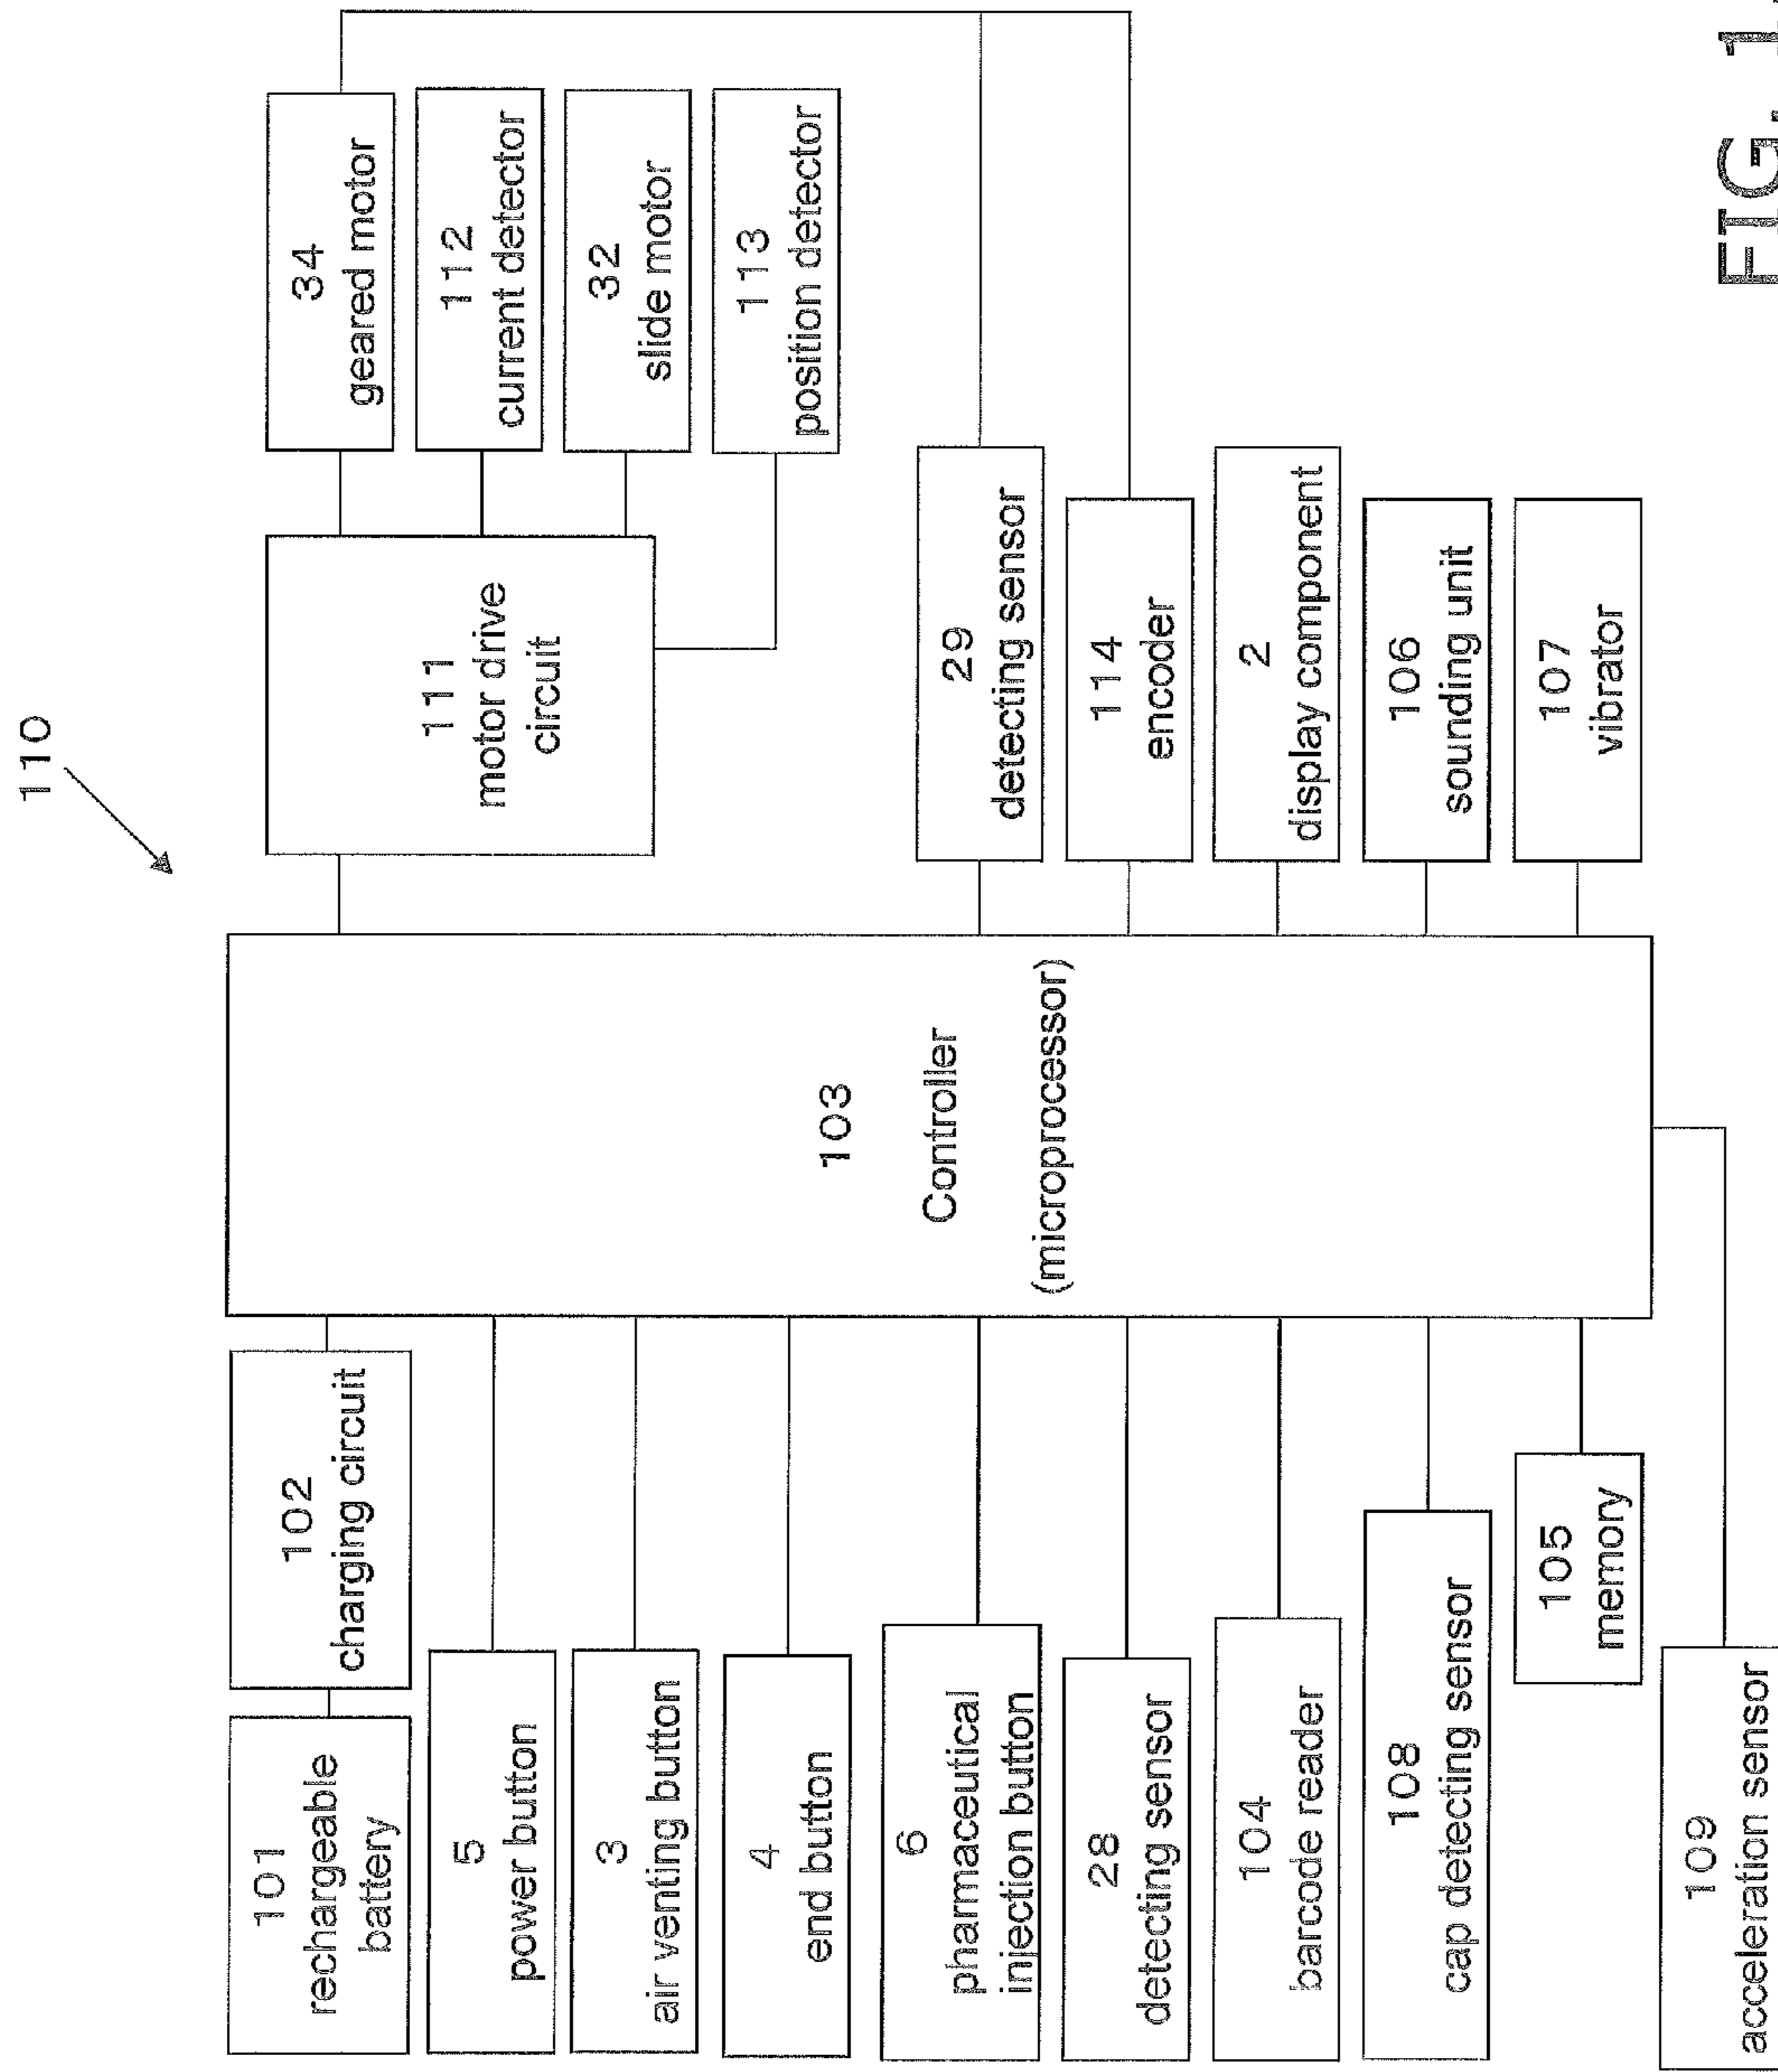 110
101
rechargeable
battery
102
charging circuit
5
power button
3
air venting button
4
end button
6
pharmaceutical
injection button
28
detecting sensor
104
barcode reader
108
cap detecting sensor
105
memory
109
acceleration sensor
103
Controller
(microprocessor)
111
motor drive
circuit
34
geared motor
112
current detector
32
slide motor
113
position detector
29
detecting sensor
114
encoder
2
display component
106
sounding unit
107
vibrator
FIG. 1